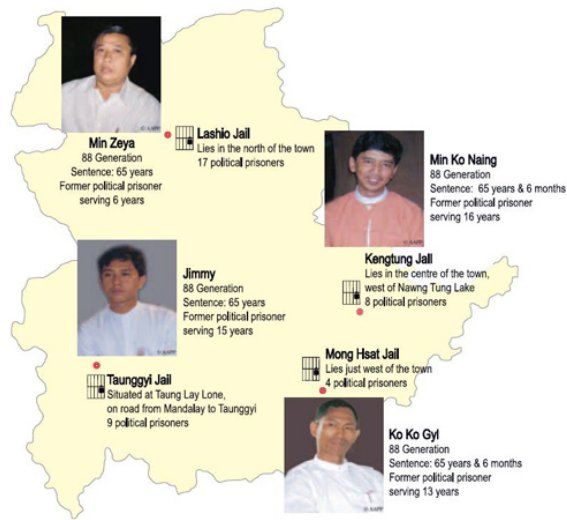 © AAPP
Min Zeya
88 Generation
Sentence: 65 years
Former political prisoner
serving 6 years
Lashio Jail
Lies in the north of the town
17 political prisoners
© AAPP
Min Ko Naing
88 Generation
Sentence: 65 years & 6 months
Former political prisoner
serving 16 years
© AAPP
Jimmy
88 Generation
Sentence: 65 years
Former political prisoner
serving 15 years
Kengtung Jail
Lies in the centre of the town,
west of Nawng Tung Lake
8 political prisoners
Taunggyi Jail
Situated at Taung Lay Lone,
on road from Mandalay to Taunggyi
9 political prisoners
Mong Hsat Jail
Lies just west of the town
4 political prisoners
© AAPP
Ko Ko Gyl
88 Generation
Sentence: 65 years & 6 months
Former political prisoner
serving 13 years